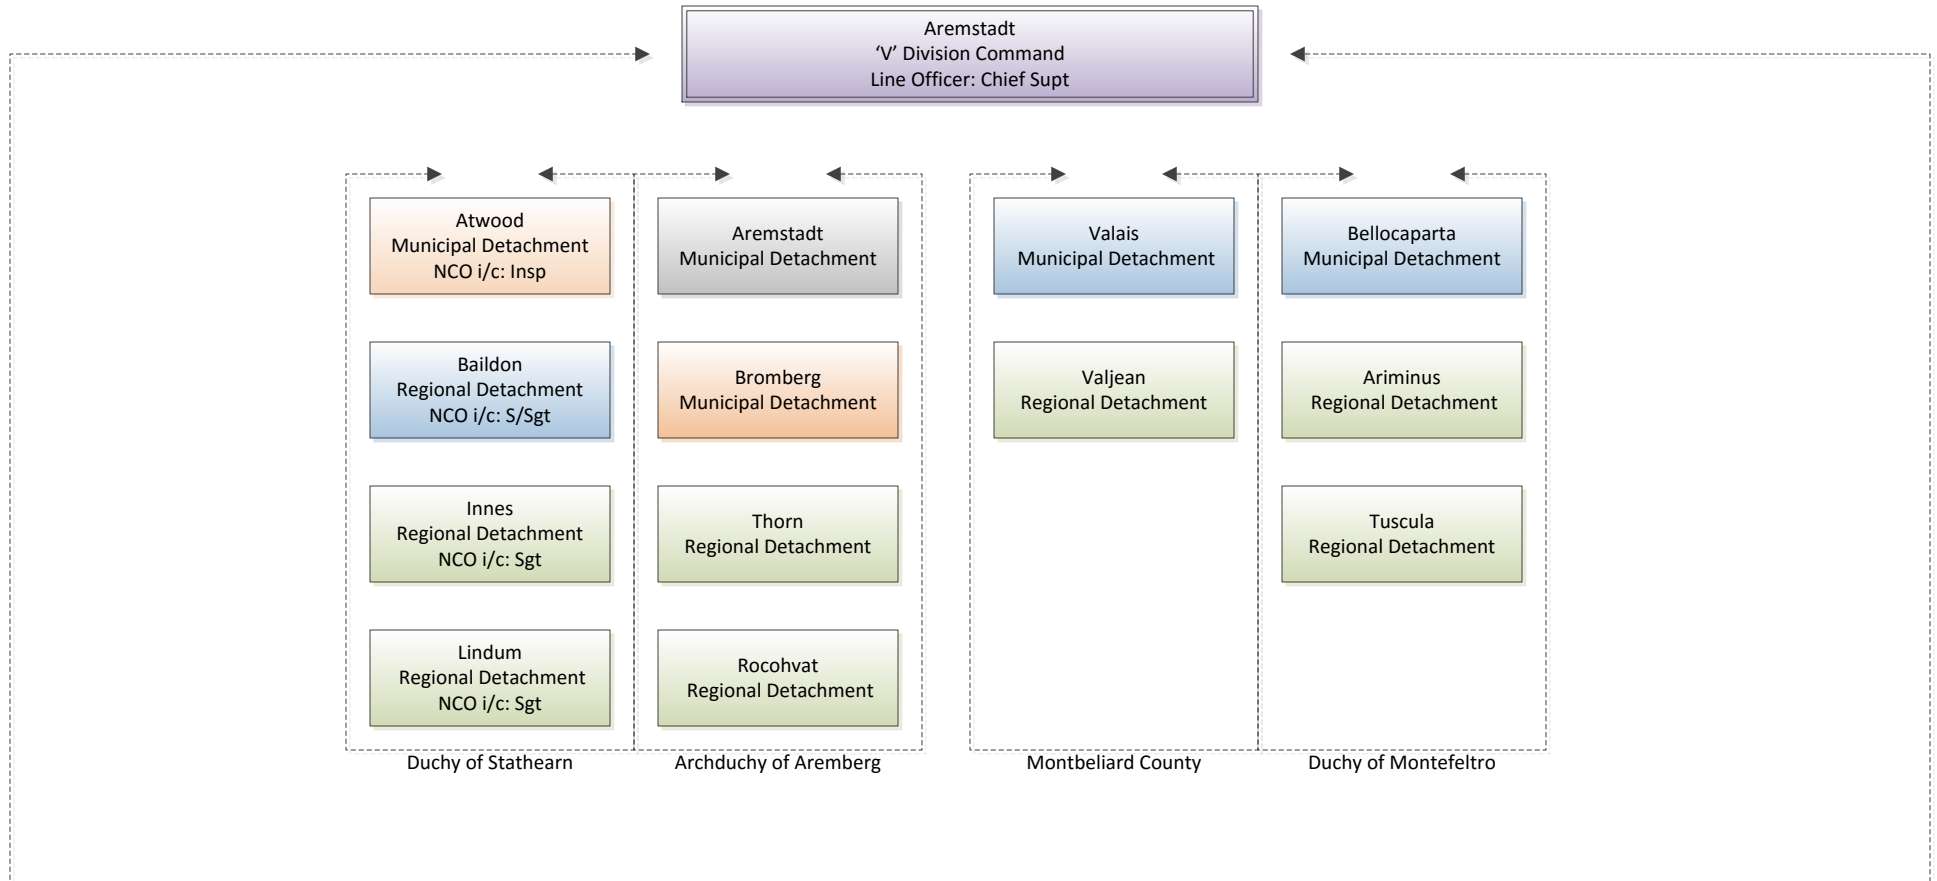 Aremstadt
‘V’ Division Command
Line Officer: Chief Supt
Atwood
Municipal Detachment
NCO i/c: Insp
Baildon
Regional Detachment
NCO i/c: S/Sgt
Innes
Regional Detachment
NCO i/c: Sgt
Lindum
Regional Detachment
NCO i/c: Sgt
Duchy of Stathearn
Aremstadt
Municipal Detachment
Bromberg
Municipal Detachment
Thorn
Regional Detachment
Rocohvat
Regional Detachment
Archduchy of Aremberg
Valais
Municipal Detachment
Valjean
Regional Detachment
Montbeliard County
Bellocaparta
Municipal Detachment
Ariminus
Regional Detachment
Tuscula
Regional Detachment
Duchy of Montefeltro